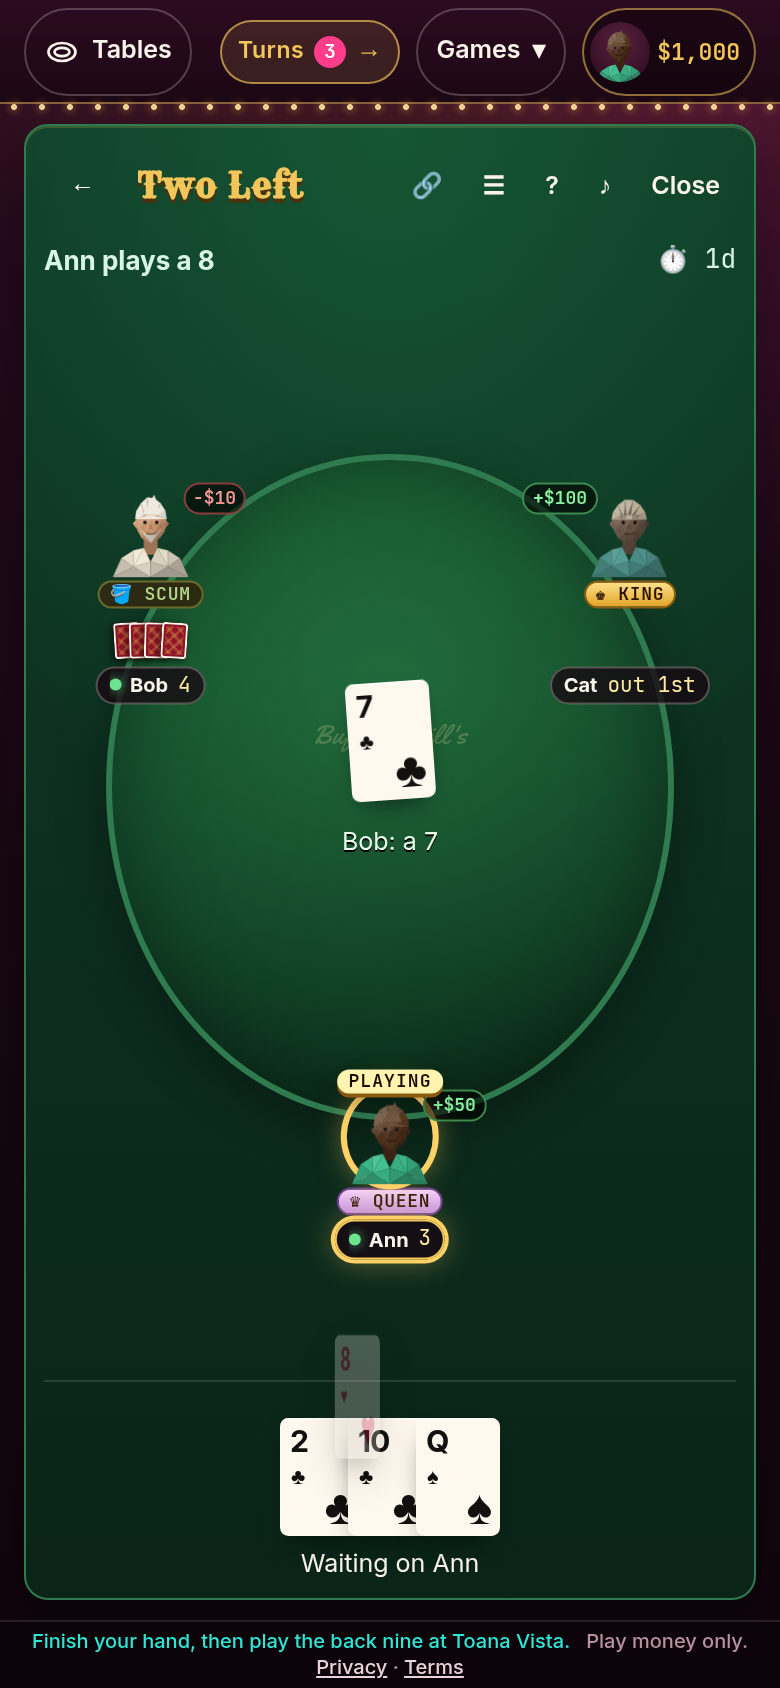 Tables
Turns 3 →
Games ▼
$1,000
← Two Left 🔗 ☰ ? ♪ Close
Ann plays a 8
⏱️ 1d
-$10
+$100
🪣 SCUM
♚ KING
Bob 4
Cat out 1st
7
♣
♣
Bob: a 7
PLAYING
+$50
♛ QUEEN
Ann 3
8
♥
2 10 Q
♣ ♣ ♠
♣ ♣ ♠
Waiting on Ann
Finish your hand, then play the back nine at Toana Vista. Play money only.
Privacy · Terms